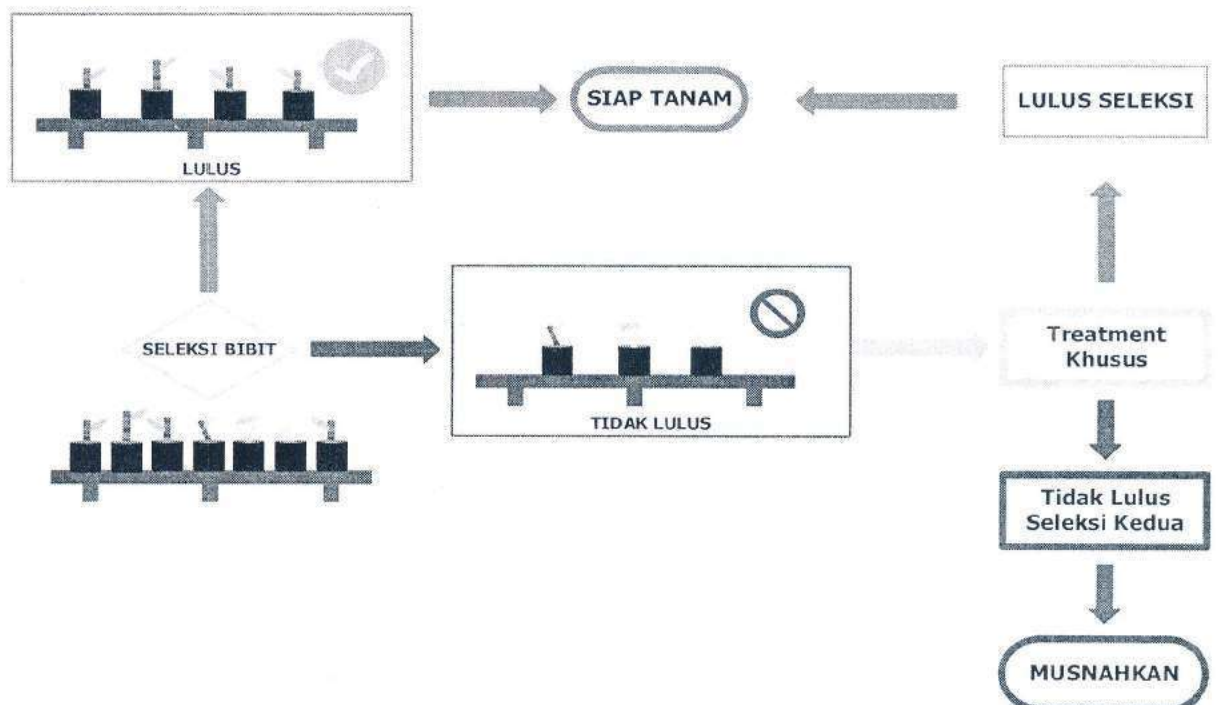 SIAP TANAM
LULUS SELEKSI
LULUS
SELEKSI BIBIT
TIDAK LULUS
Treatment
Khusus
Tidak Lulus
Seleksi Kedua
MUSNAHKAN